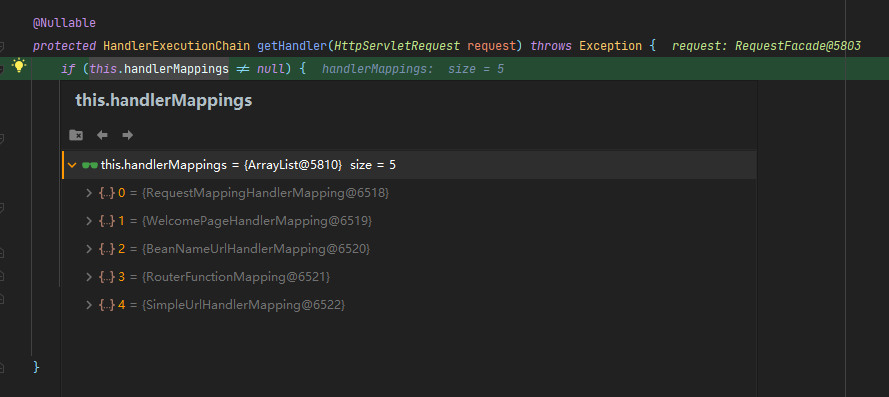 @Nullable
protected HandlerExecutionChain getHandler(HttpServletRequest request) throws Exception { request: RequestFacade@5803
if (this.handlerMappings ≠ null) { handlerMappings: size = 5
this.handlerMappings
this.handlerMappings = {ArrayList@5810} size = 5
{...} 0 = {RequestMappingHandlerMapping@6518}
{...} 1 = {WelcomePageHandlerMapping@6519}
{...} 2 = {BeanNameUrlHandlerMapping@6520}
{...} 3 = {RouterFunctionMapping@6521}
{...} 4 = {SimpleUrlHandlerMapping@6522}
}